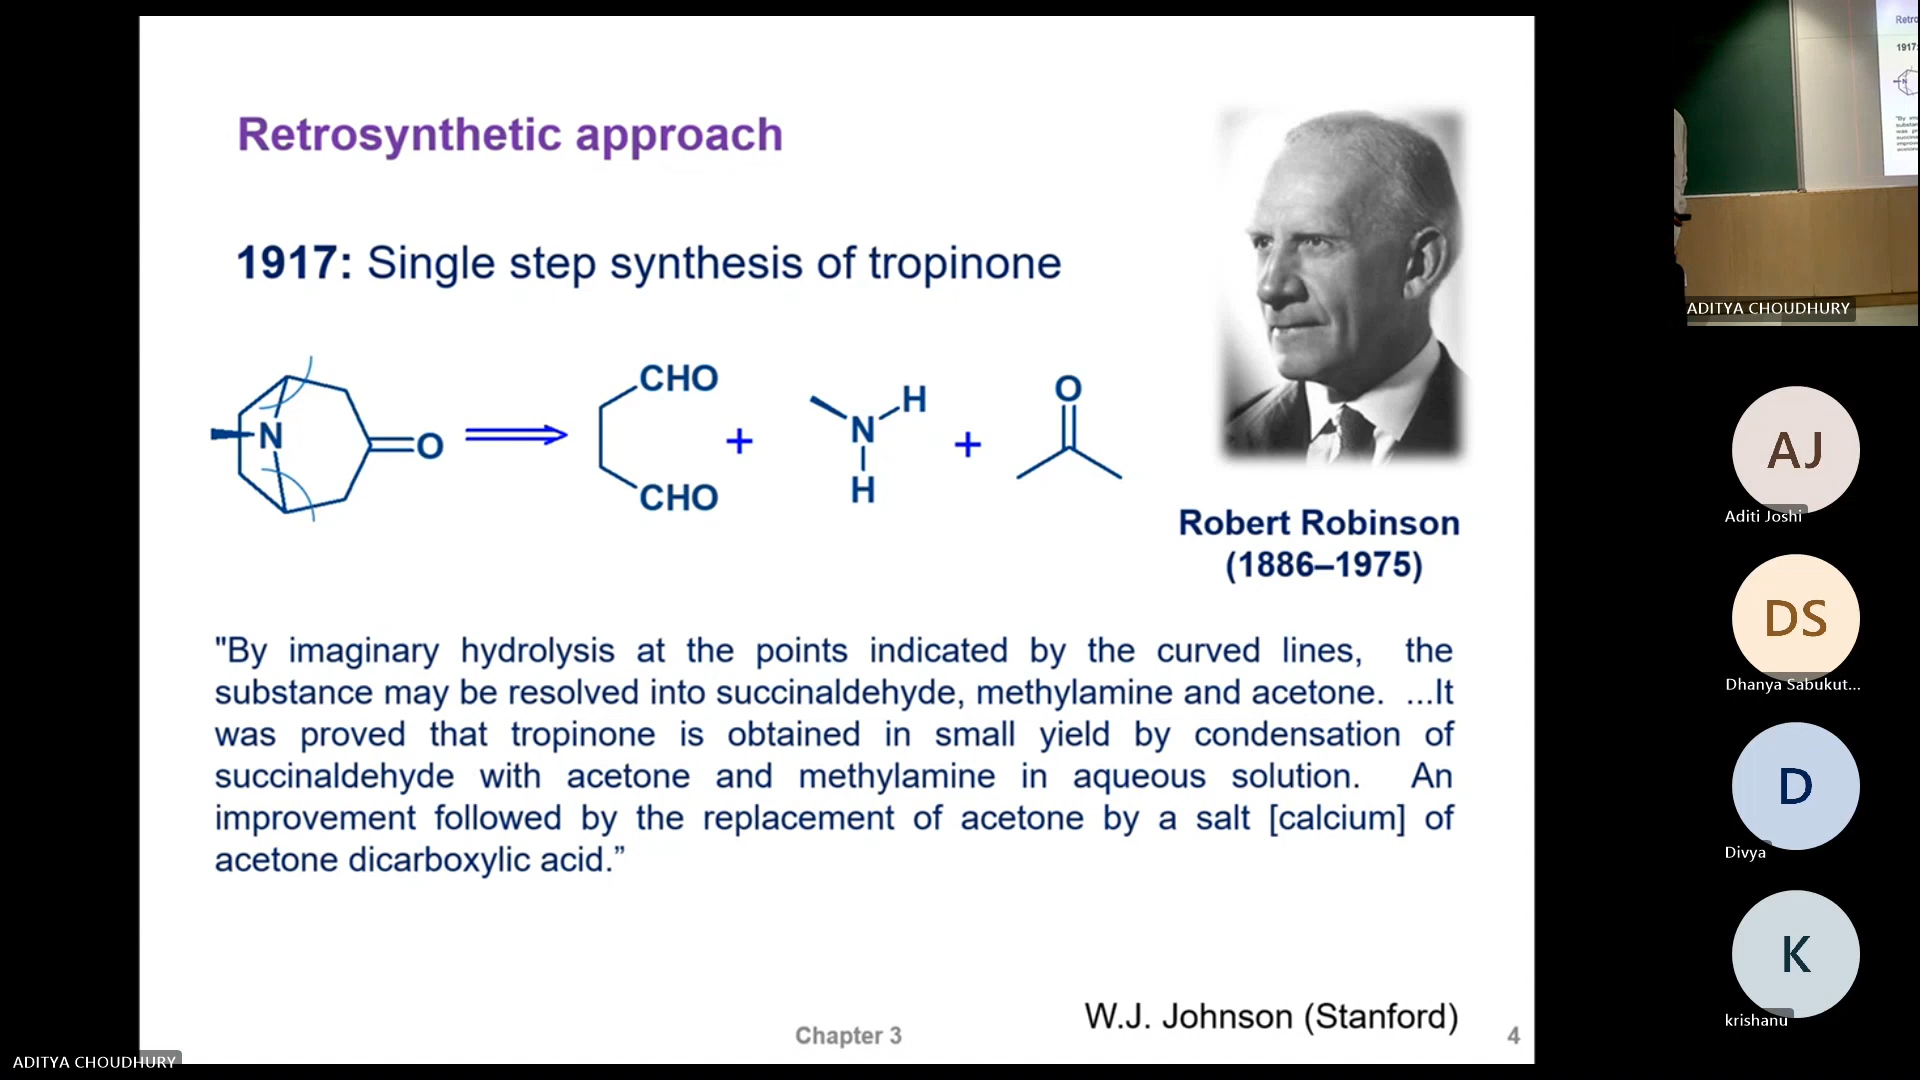 Retrosynthetic approach
1917: Single step synthesis of tropinone
N
O
CHO
CHO
+
N
H
H
+
O
Robert Robinson
(1886–1975)
"By imaginary hydrolysis at the points indicated by the curved lines, the
substance may be resolved into succinaldehyde, methylamine and acetone. ...It
was proved that tropinone is obtained in small yield by condensation of
succinaldehyde with acetone and methylamine in aqueous solution. An
improvement followed by the replacement of acetone by a salt [calcium] of
acetone dicarboxylic acid.”
W.J. Johnson (Stanford)
Chapter 3
4
ADITYA CHOUDHURY
Retro
1917:
ADITYA CHOUDHURY
AJ
Aditi Joshi
DS
Dhanya Sabukut...
D
Divya
K
krishanu